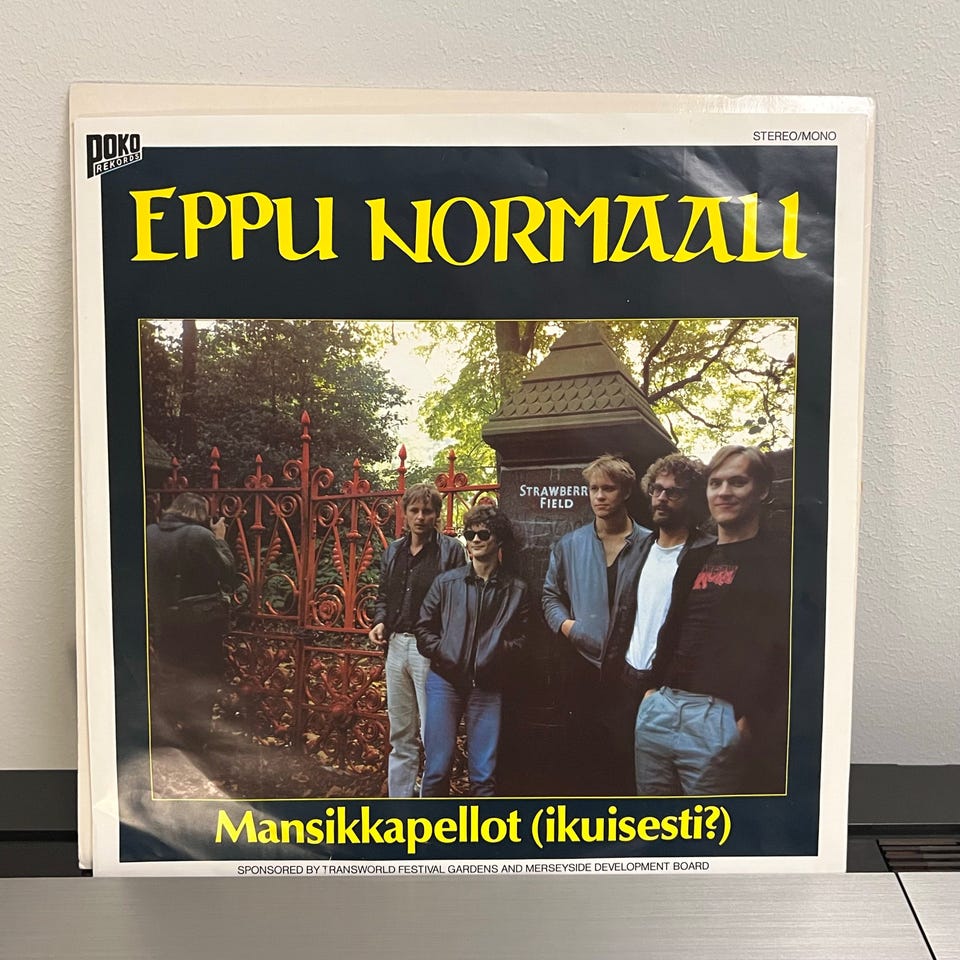 POKO
REKORDS
STEREO/MONO
EPPU NORMAALI
STRAWBERR
FIELD
Mansikkapellot (ikuisesti?)
SPONSORED BY TRANSWORLD FESTIVAL GARDENS AND MERSEYSIDE DEVELOPMENT BOARD